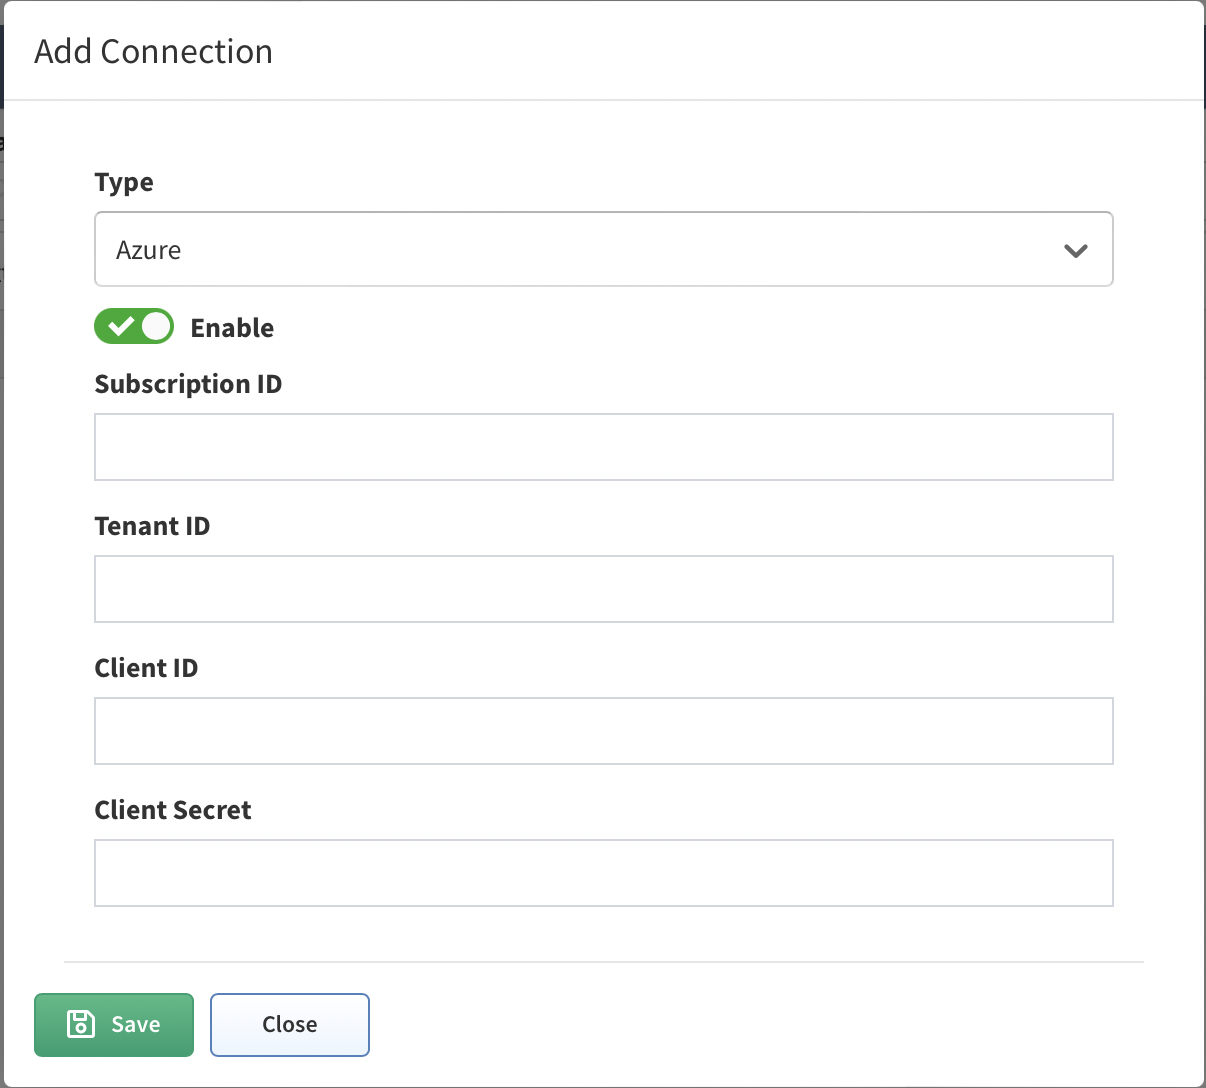 Add Connection
Type
Azure
Enable
Subscription ID
Tenant ID
Client ID
Client Secret
Save
Close